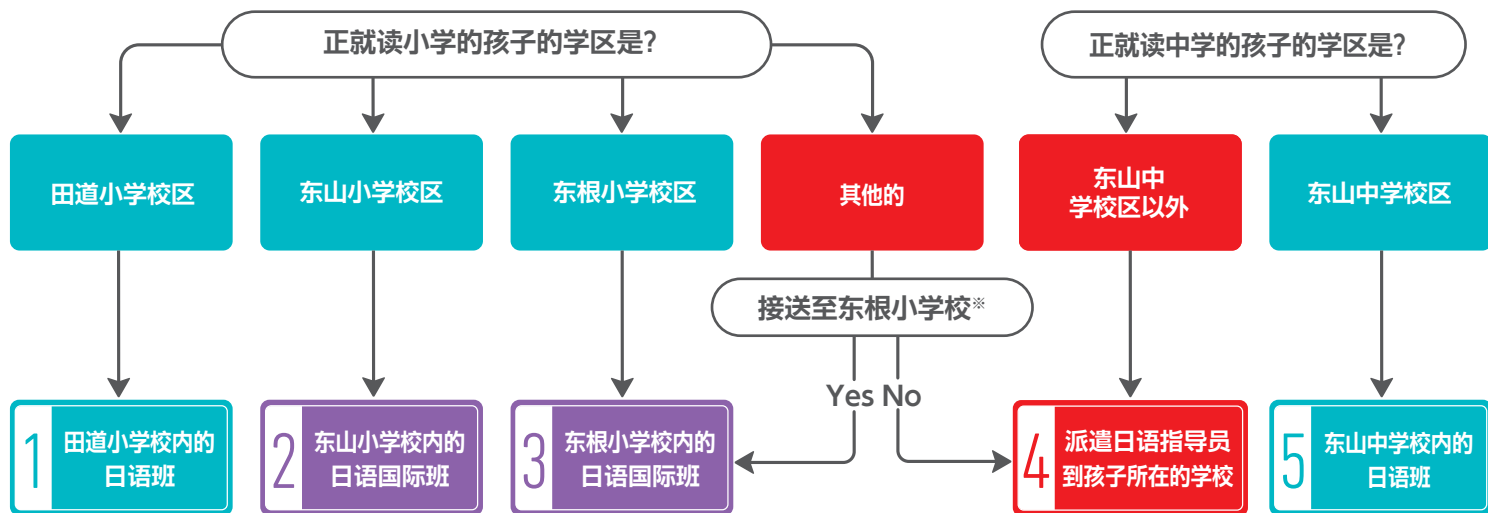 正就读小学的孩子的学区是?
正就读中学的孩子的学区是?
田道小学校区
东山小学校区
东根小学校区
其他的
东山中
学校区以外
东山中学校区
接送至东根小学校※
Yes No
1
田道小学校内的
日语班
2
东山小学校内的
日语国际班
3
东根小学校内的
日语国际班
4
派遣日语指导员
到孩子所在的学校
5
东山中学校内的
日语班